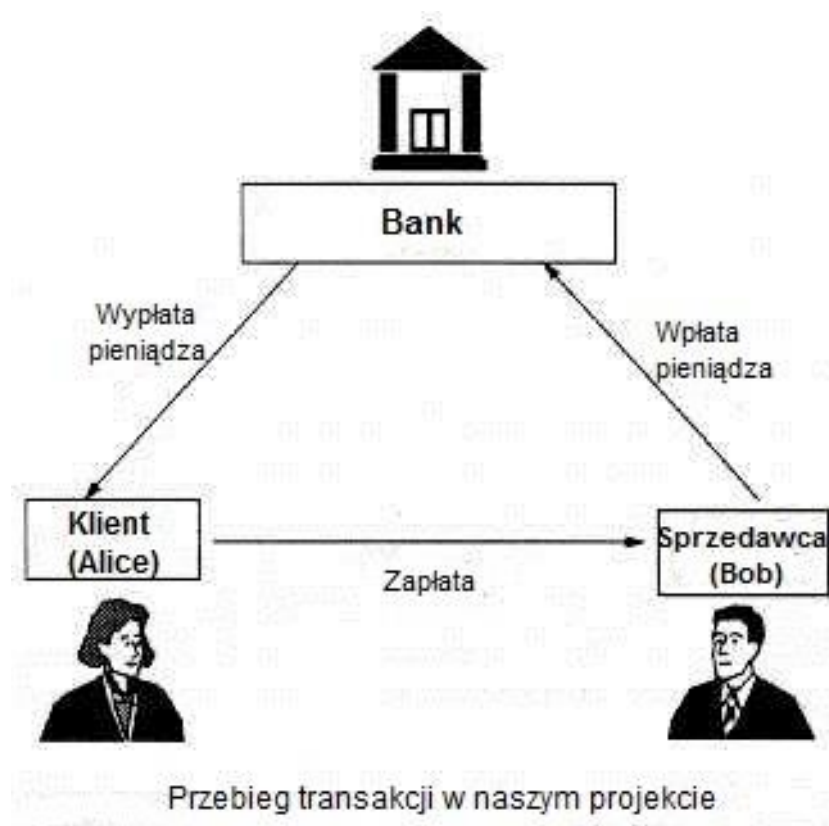 Bank
Wypłata
pieniądza
Wpłata
pieniądza
Klient
(Alice)
Zapłata
Sprzedawca
(Bob)
Przebieg transakcji w naszym projekcie